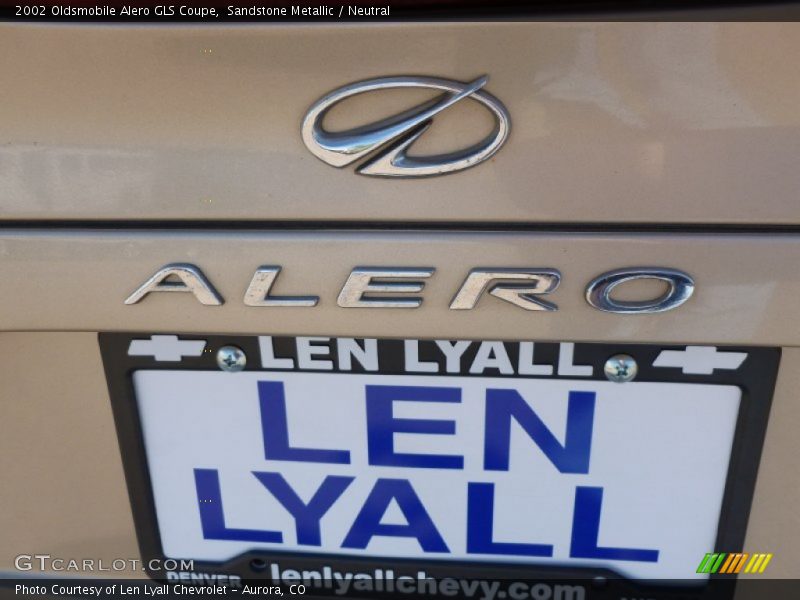 2002 Oldsmobile Alero GLS Coupe, Sandstone Metallic / Neutral
ALERO
LEN LYALL
LEN
LYALL
GTCarLot.com
DENVER lenlyallchevy.com
Photo Courtesy of Len Lyall Chevrolet - Aurora, CO